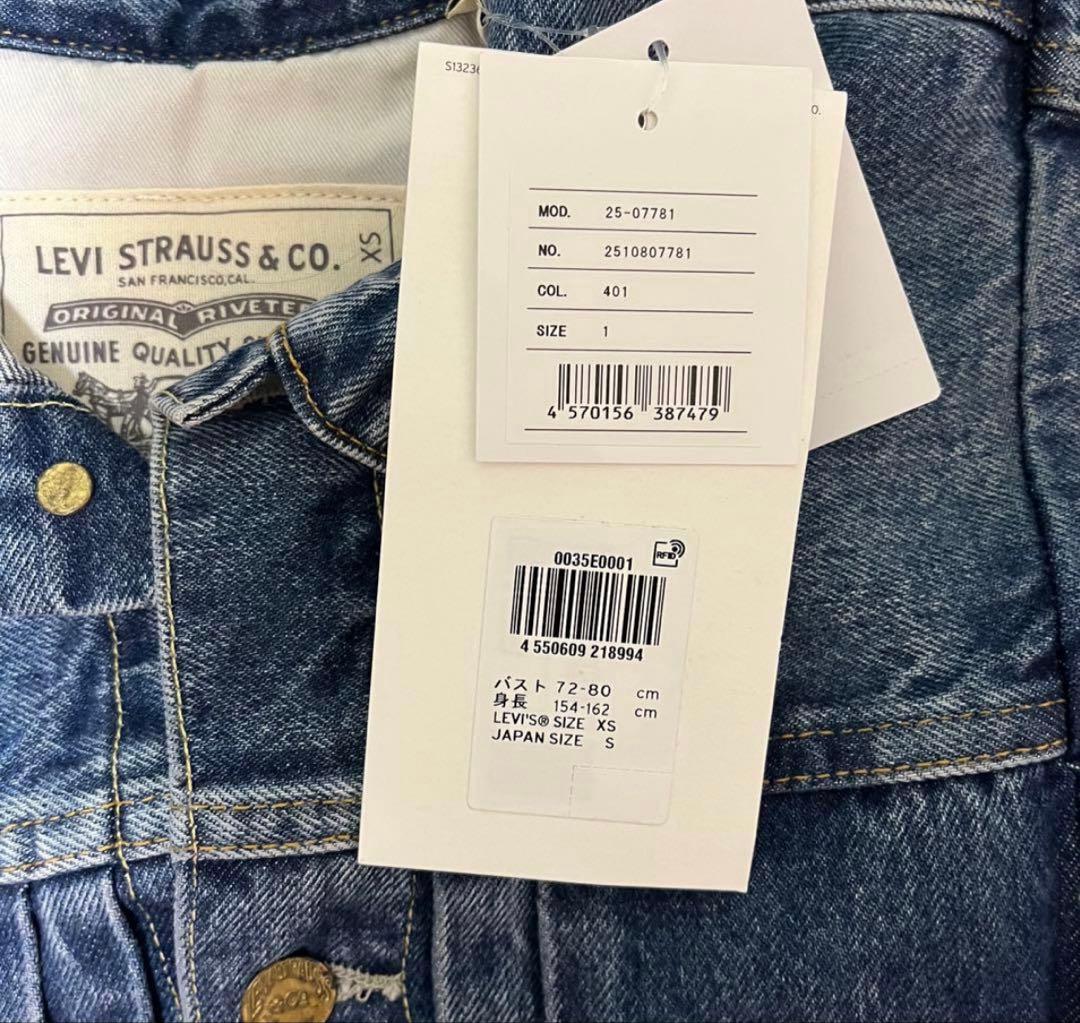 LEVI STRAUSS & CO.
XS
SAN FRANCISCO, CAL.
ORIGINAL
GENUINE QUALITY
MOD. 25-07781
NO. 2510807781
COL. 401
SIZE 1
4 570156 387479
0035E0001
RFID
4 550609 218994
バスト 72-80 cm
身長 154-162 cm
LEVI'S® SIZE XS
JAPAN SIZE S